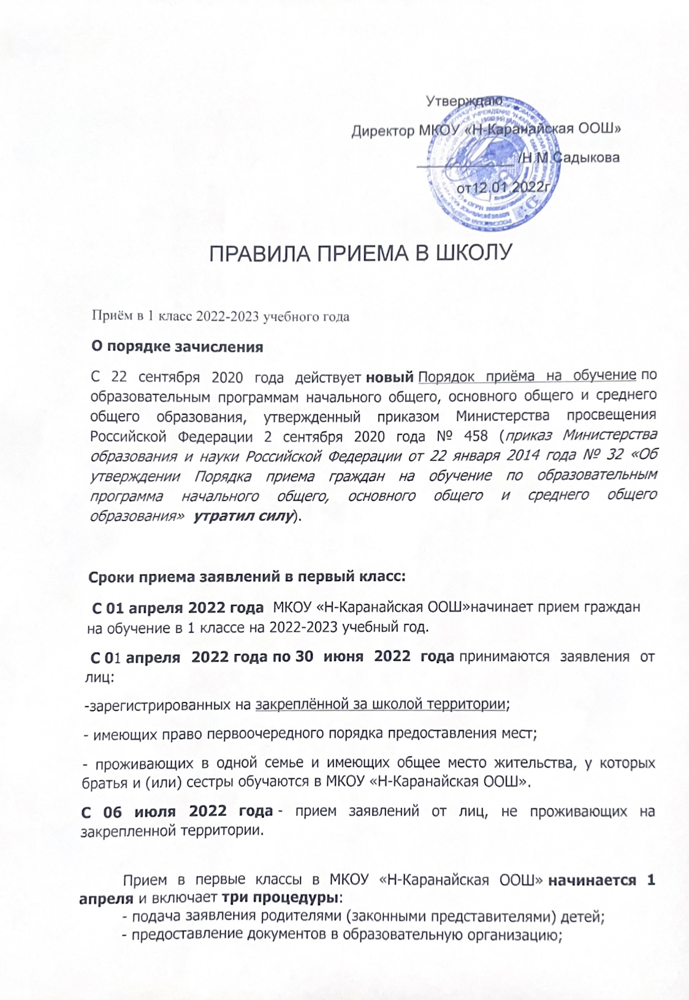 Утверждаю
Директор МКОУ «Н-Каранайская ООШ»
____________ /Н.М.Садыкова
от12.01.2022г
ПРАВИЛА ПРИЕМА В ШКОЛУ
Приём в 1 класс 2022-2023 учебного года
О порядке зачисления
С 22 сентября 2020 года действует новый Порядок приёма на обучение по
образовательным программам начального общего, основного общего и среднего
общего образования, утвержденный приказом Министерства просвещения
Российской Федерации 2 сентября 2020 года № 458 (приказ Министерства
образования и науки Российской Федерации от 22 января 2014 года № 32 «Об
утверждении Порядка приема граждан на обучение по образовательным
программа начального общего, основного общего и среднего общего
образования» утратил силу).
Сроки приема заявлений в первый класс:
С 01 апреля 2022 года МКОУ «Н-Каранайская ООШ»начинает прием граждан
на обучение в 1 классе на 2022-2023 учебный год.
С 01 апреля 2022 года по 30 июня 2022 года принимаются заявления от
лиц:
-зарегистрированных на закреплённой за школой территории;
- имеющих право первоочередного порядка предоставления мест;
- проживающих в одной семье и имеющих общее место жительства, у которых
братья и (или) сестры обучаются в МКОУ «Н-Каранайская ООШ».
С 06 июля 2022 года - прием заявлений от лиц, не проживающих на
закрепленной территории.
Прием в первые классы в МКОУ «Н-Каранайская ООШ» начинается 1
апреля и включает три процедуры:
- подача заявления родителями (законными представителями) детей;
- предоставление документов в образовательную организацию;